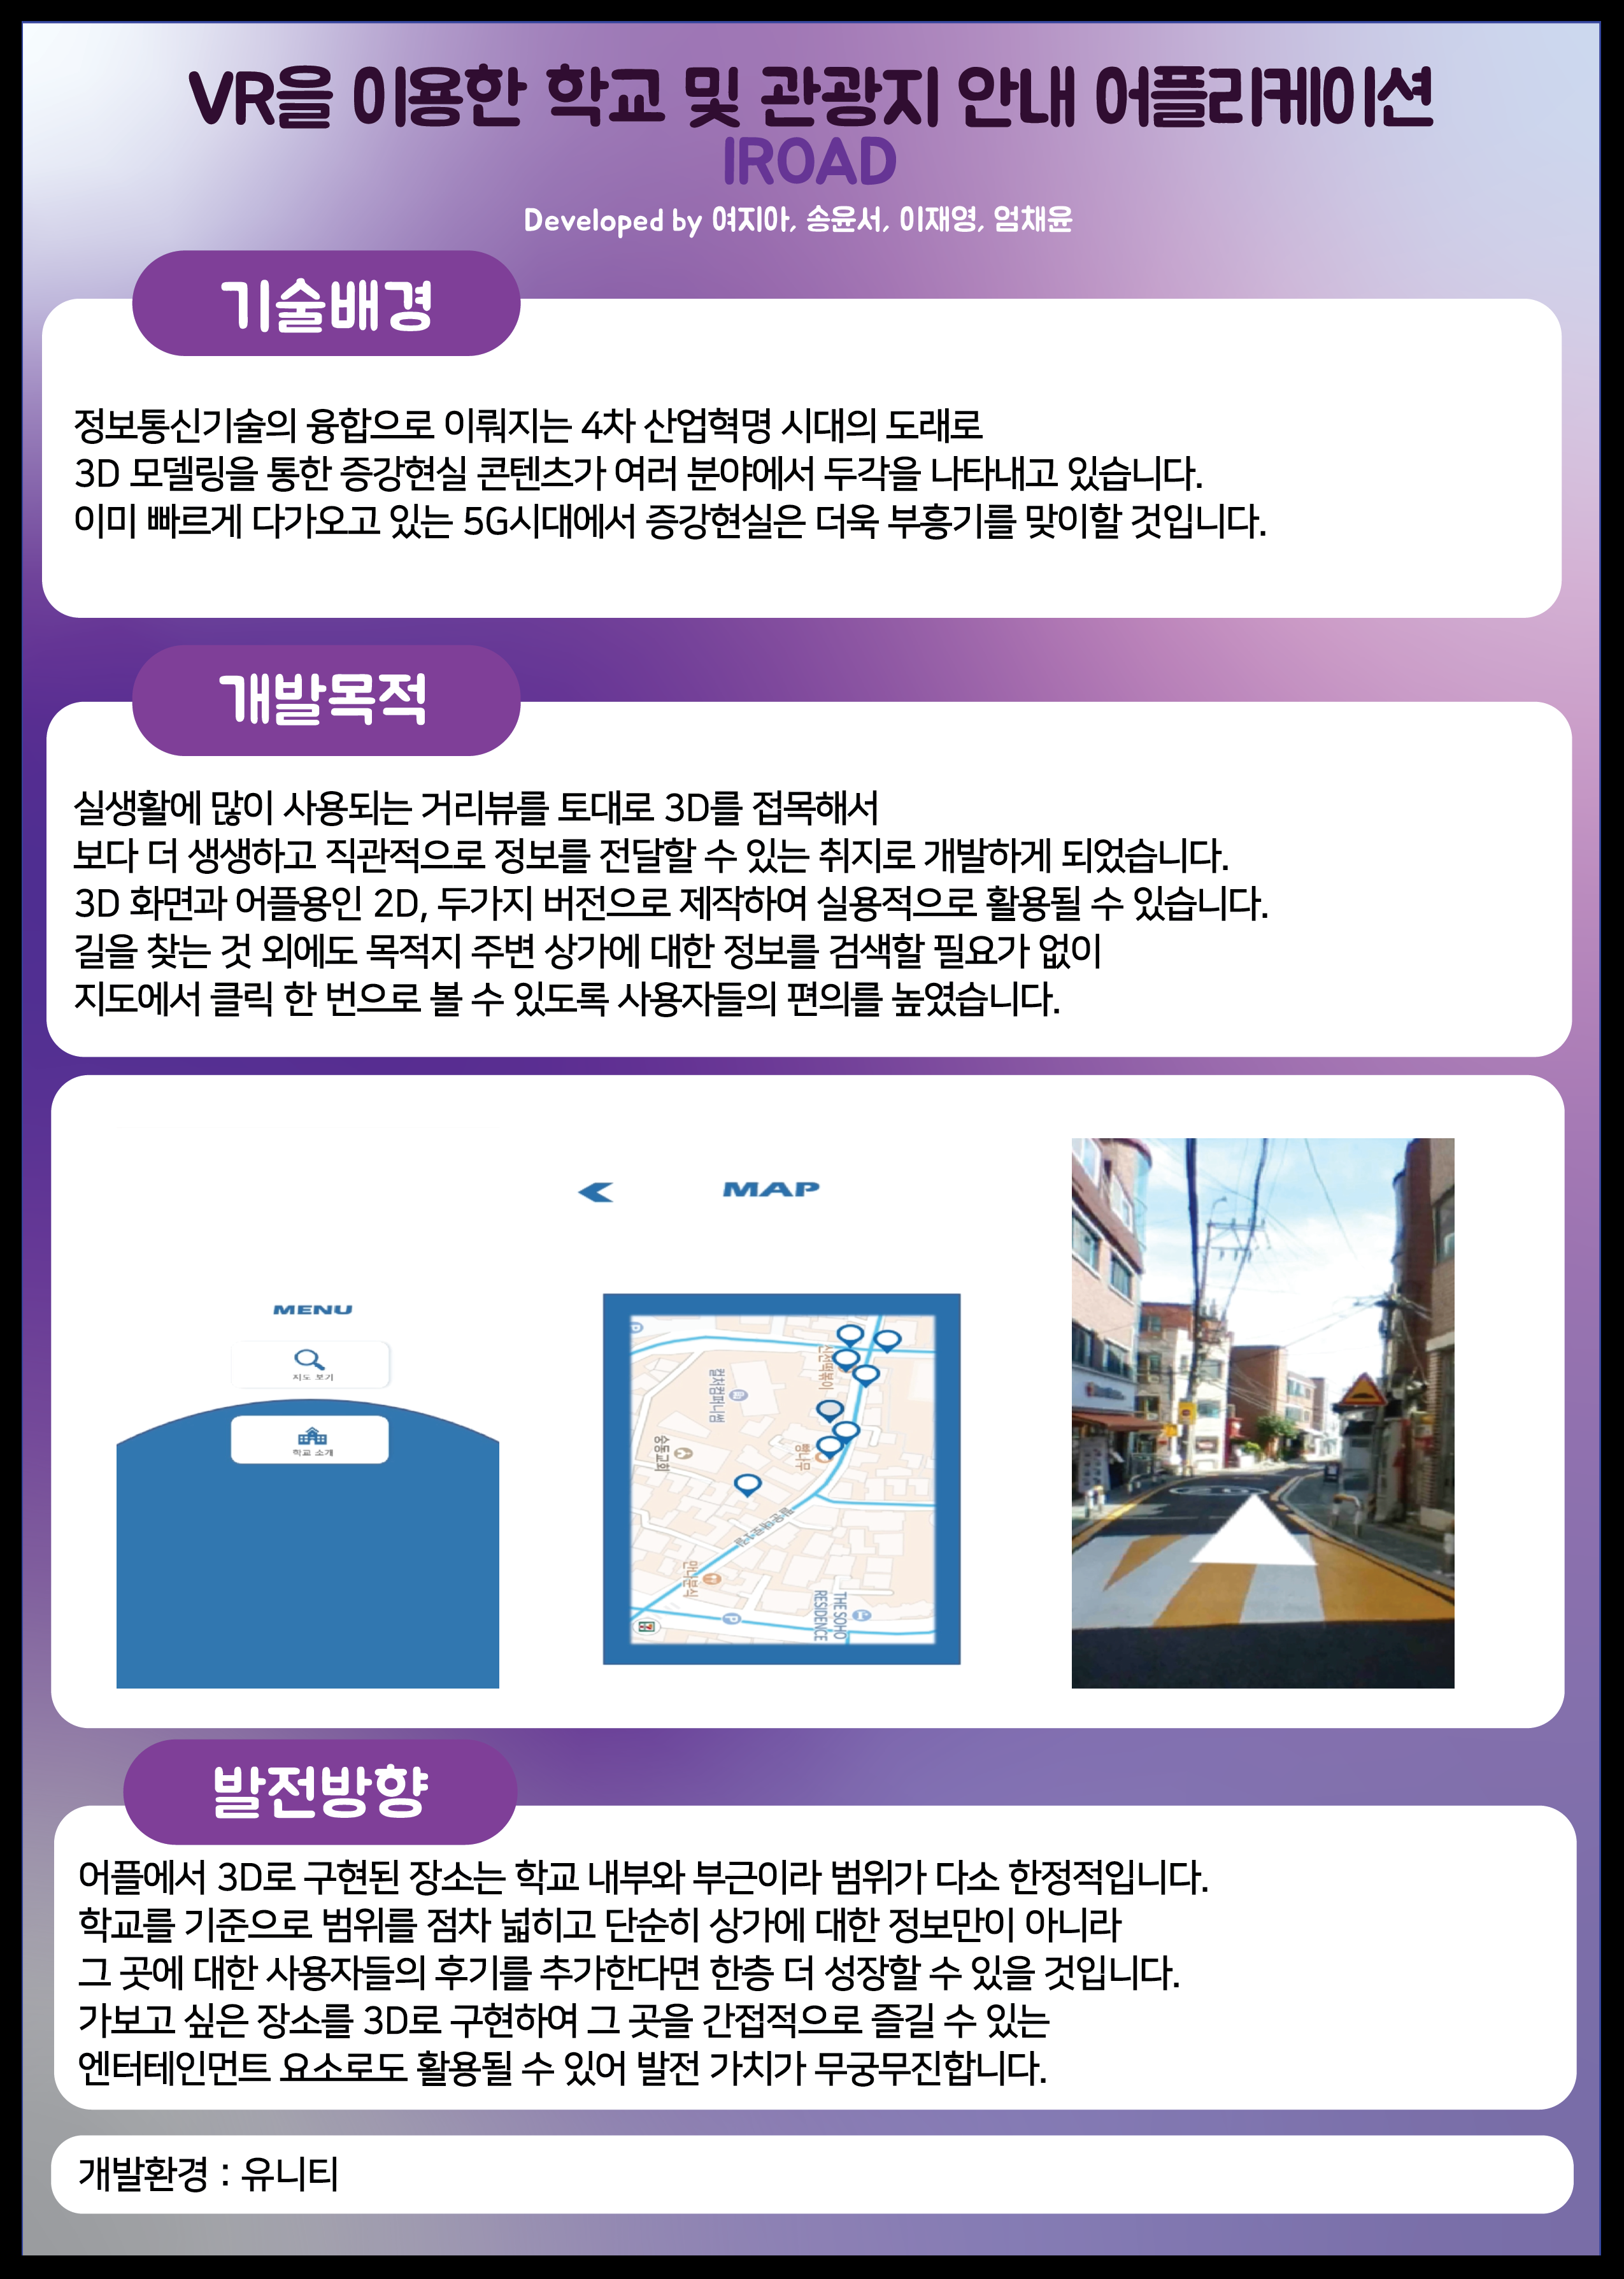 VR을 이용한 학교 및 관광지 안내 어플리케이션
IROAD
Developed by 여지아, 송윤서, 이재영, 엄채윤
기술배경
정보통신기술의 융합으로 이뤄지는 4차 산업혁명 시대의 도래로
3D 모델링을 통한 증강현실 콘텐츠가 여러 분야에서 두각을 나타내고 있습니다.
이미 빠르게 다가오고 있는 5G시대에서 증강현실은 더욱 부흥기를 맞이할 것입니다.
개발목적
실생활에 많이 사용되는 거리뷰를 토대로 3D를 접목해서
보다 더 생생하고 직관적으로 정보를 전달할 수 있는 취지로 개발하게 되었습니다.
3D 화면과 어플용인 2D, 두가지 버전으로 제작하여 실용적으로 활용될 수 있습니다.
길을 찾는 것 외에도 목적지 주변 상가에 대한 정보를 검색할 필요가 없이
지도에서 클릭 한 번으로 볼 수 있도록 사용자들의 편의를 높였습니다.
MENU
지도 보기
학교 소개
MAP
P
컬처컴퍼니썸
송동교회
뽕나무
만나분식
P
THE SOHO
RESIDENCE
발전방향
어플에서 3D로 구현된 장소는 학교 내부와 부근이라 범위가 다소 한정적입니다.
학교를 기준으로 범위를 점차 넓히고 단순히 상가에 대한 정보만이 아니라
그 곳에 대한 사용자들의 후기를 추가한다면 한층 더 성장할 수 있을 것입니다.
가보고 싶은 장소를 3D로 구현하여 그 곳을 간접적으로 즐길 수 있는
엔터테인먼트 요소로도 활용될 수 있어 발전 가치가 무궁무진합니다.
개발환경 : 유니티